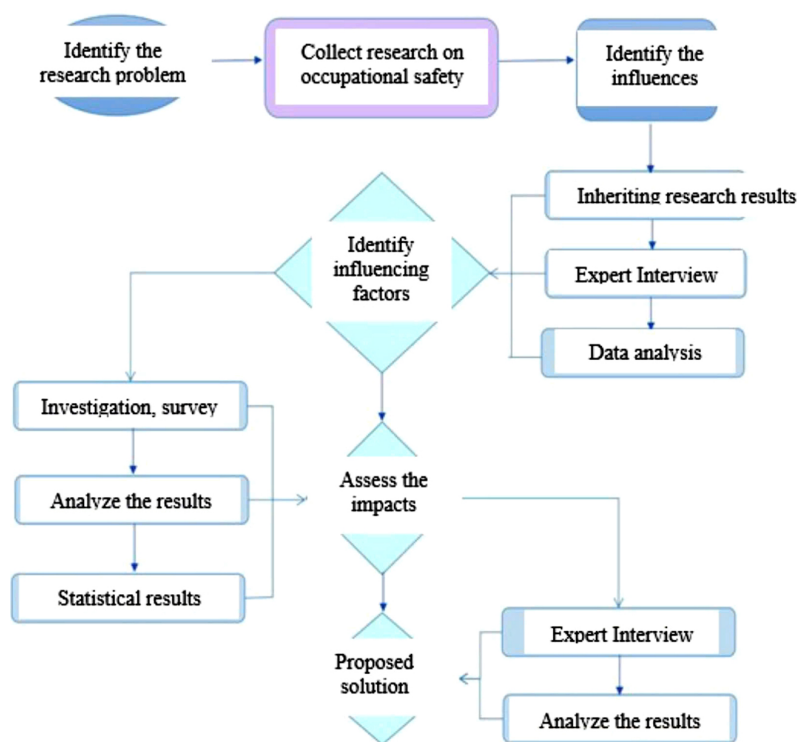 Identify the
research problem
Collect research on
occupational safety
Identify the
influences
Inheriting research results
Identify
influencing
factors
Expert Interview
Data analysis
Investigation, survey
Assess the
impacts
Analyze the results
Statistical results
Expert Interview
Proposed
solution
Analyze the results